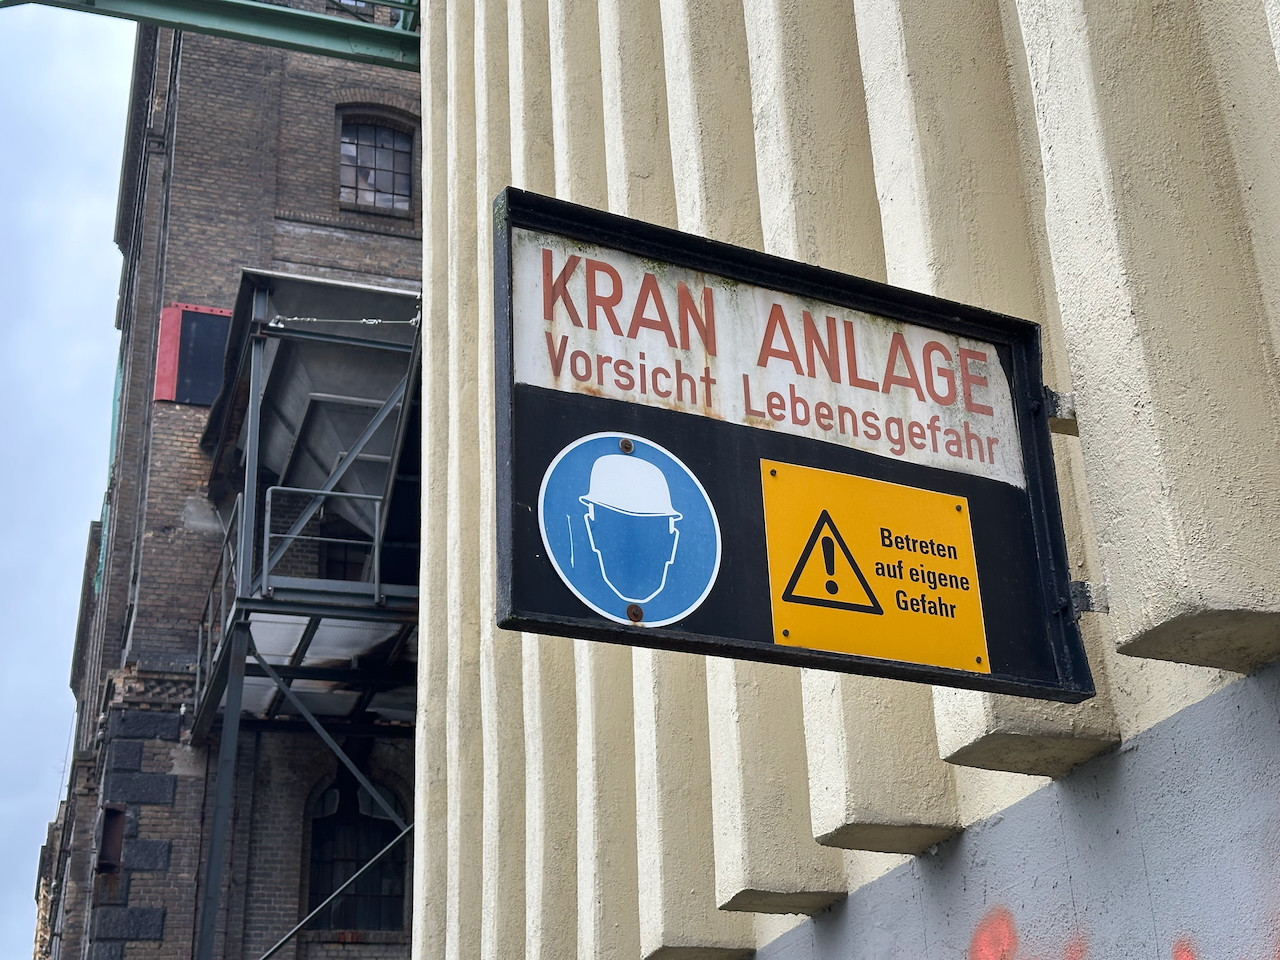 KRAN ANLAGE
Vorsicht Lebensgefahr
Betreten
auf eigene
Gefahr